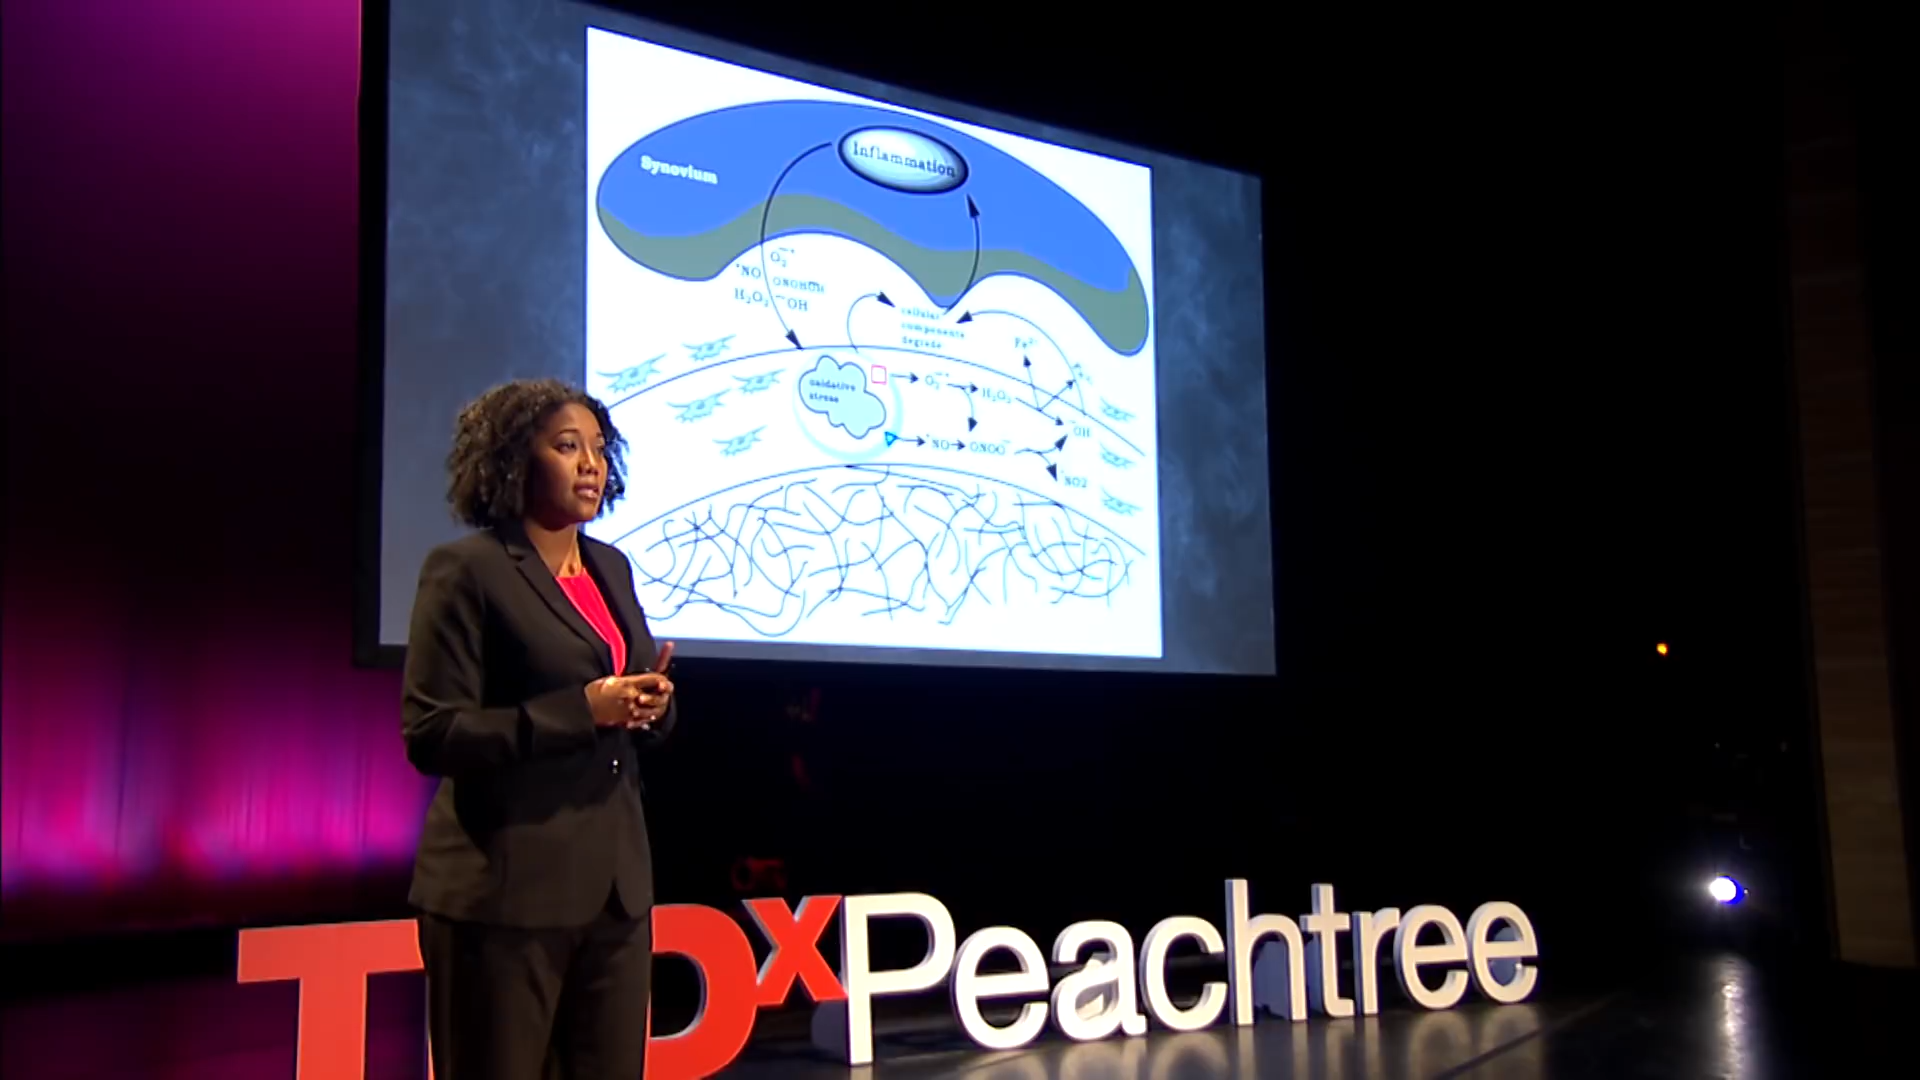 Inflammation
Synovium
O₂⁻•
•NO ONOHOH
H₂O₂ ⁻OH
cellular
components
degrade
Fe²⁺
oxidative
stress
O₂⁻• H₂O₂
⁻OH
•NO ONOO⁻
NO2
TEDxPeachtree